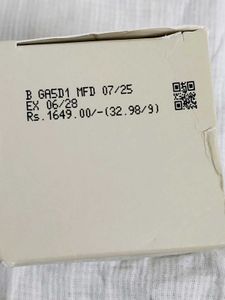 B GA5D1 MFD 07/25
EX 06/28
Rs.1649.00/-(32.98/g)